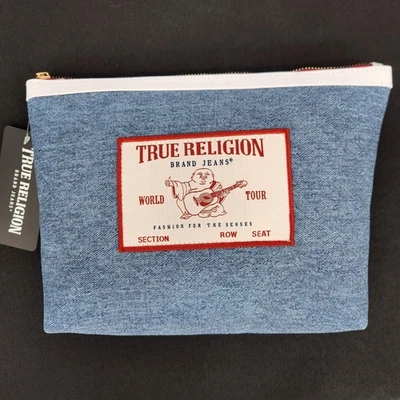 TRUE RELIGION
BRAND JEANS®
WORLD TOUR
FASHION FOR THE SENSES
SECTION ROW SEAT
TRUE RELIGION
BRAND JEANS®